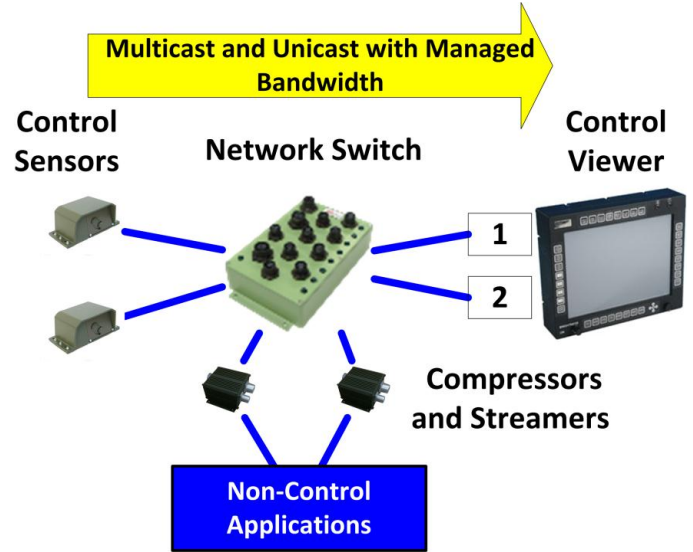 Multicast and Unicast with Managed
Bandwidth
Control
Sensors
Network Switch
Control
Viewer
1
2
Compressors
and Streamers
Non-Control
Applications